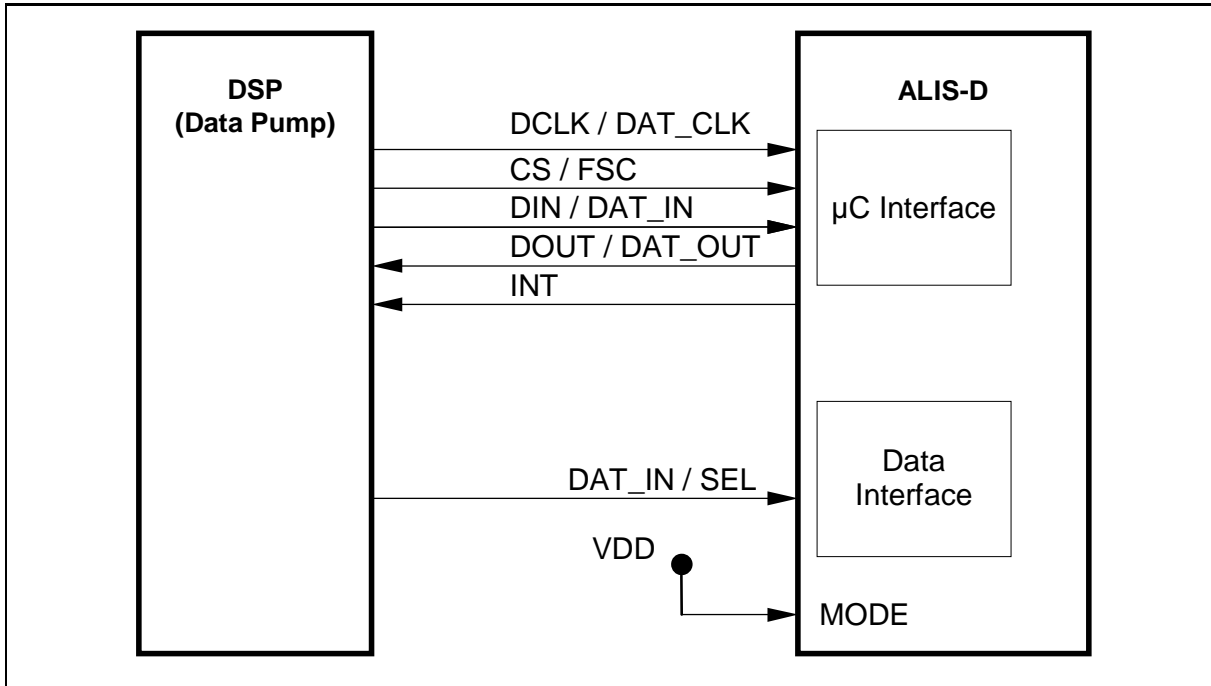 DSP
(Data Pump)
ALIS-D
DCLK / DAT_CLK
CS / FSC
DIN / DAT_IN
DOUT / DAT_OUT
INT
µC Interface
DAT_IN / SEL
Data
Interface
VDD
MODE